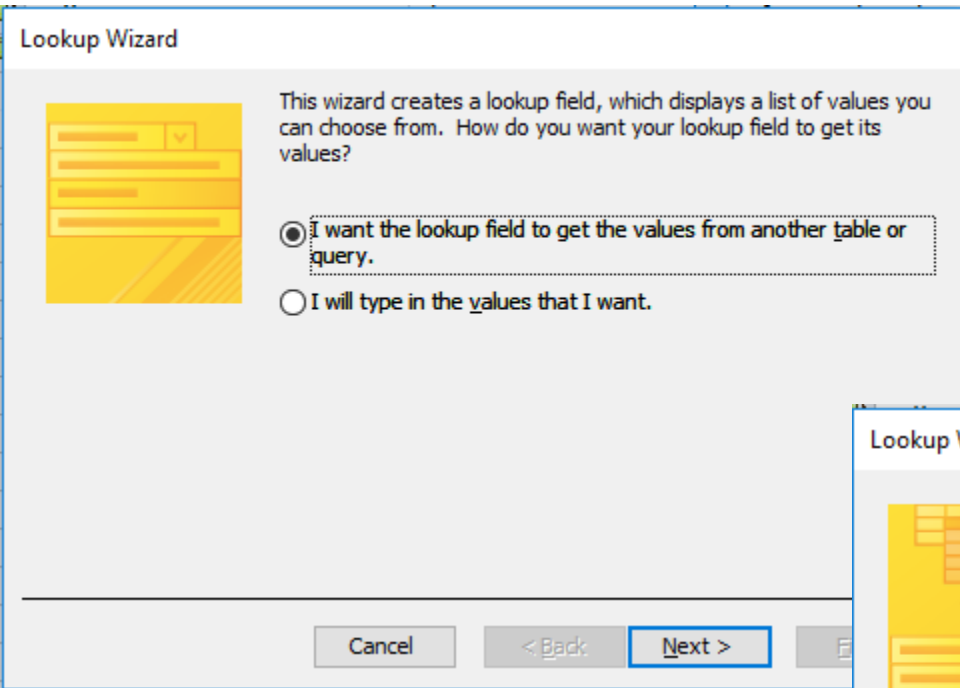 Lookup Wizard
This wizard creates a lookup field, which displays a list of values you
can choose from.  How do you want your lookup field to get its
values?
I want the lookup field to get the values from another table or
query.
I will type in the values that I want.
Lookup
Cancel
< Back
Next >